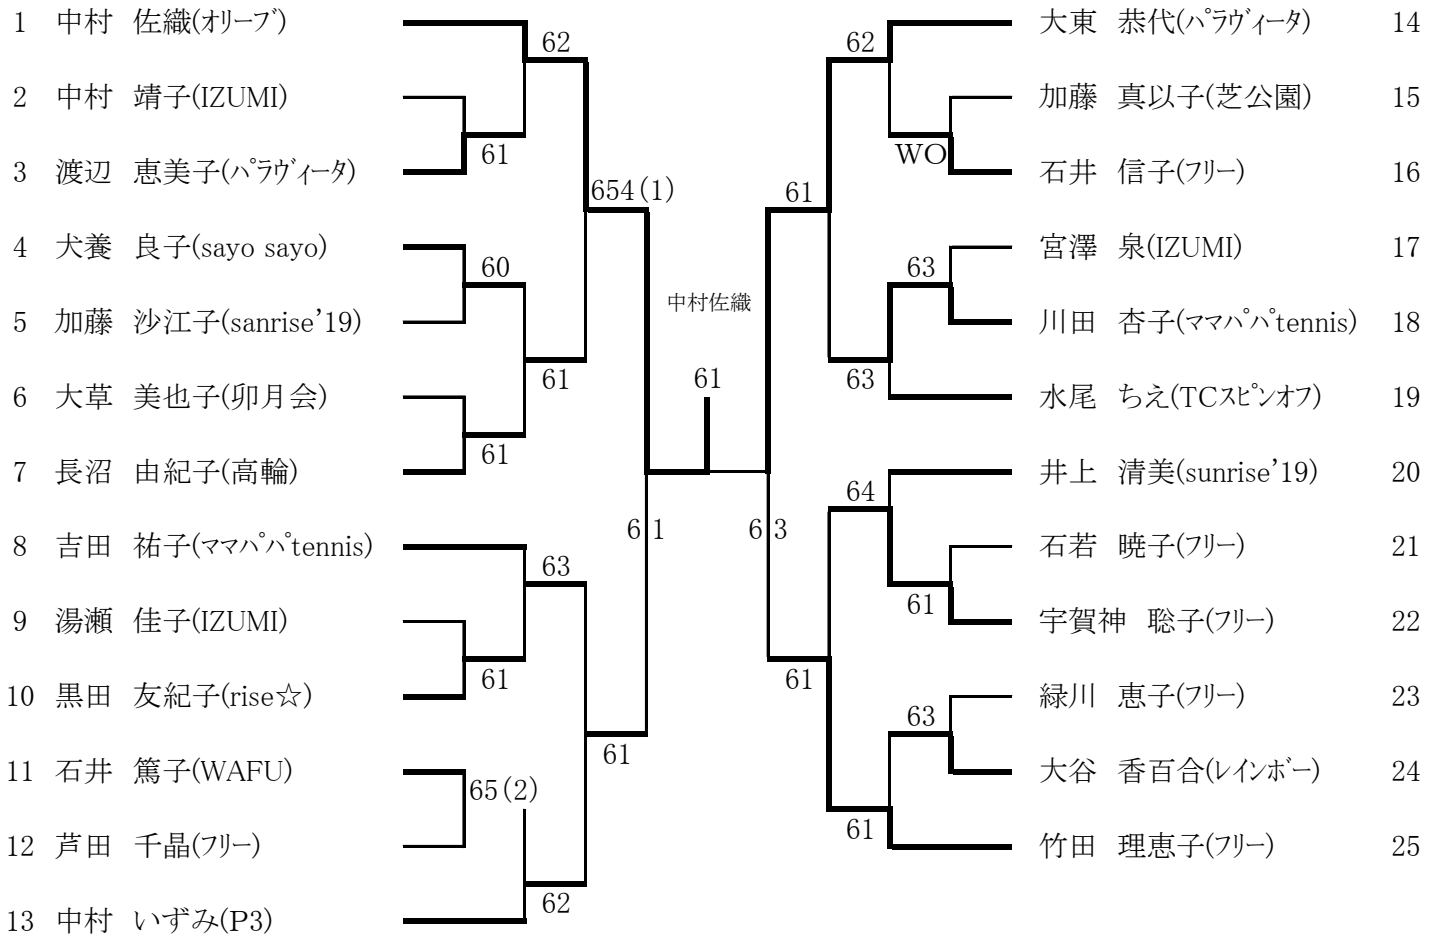 1 中村 佐織(オリーブ)
2 中村 靖子(IZUMI)
3 渡辺 恵美子(パラヴィータ)
4 犬養 良子(sayo sayo)
5 加藤 沙江子(sanrise’19)
6 大草 美也子(卯月会)
7 長沼 由紀子(高輪)
8 吉田 祐子(ママパパtennis)
9 湯瀬 佳子(IZUMI)
10 黒田 友紀子(rise☆)
11 石井 篤子(WAFU)
12 芦田 千晶(フリー)
13 中村 いずみ(P3)
62
61
654(1)
60
61
61
63
61
61
65(2)
62
6 1
中村佐織
61
6 3
62
WO
61
63
63
64
61
61
63
61
大東 恭代(パラヴィータ) 14
加藤 真以子(芝公園) 15
石井 信子(フリー) 16
宮澤 泉(IZUMI) 17
川田 杏子(ママパパtennis) 18
水尾 ちえ(TCスピンオフ) 19
井上 清美(sunrise’19) 20
石若 暁子(フリー) 21
宇賀神 聡子(フリー) 22
緑川 恵子(フリー) 23
大谷 香百合(レインボー) 24
竹田 理恵子(フリー) 25